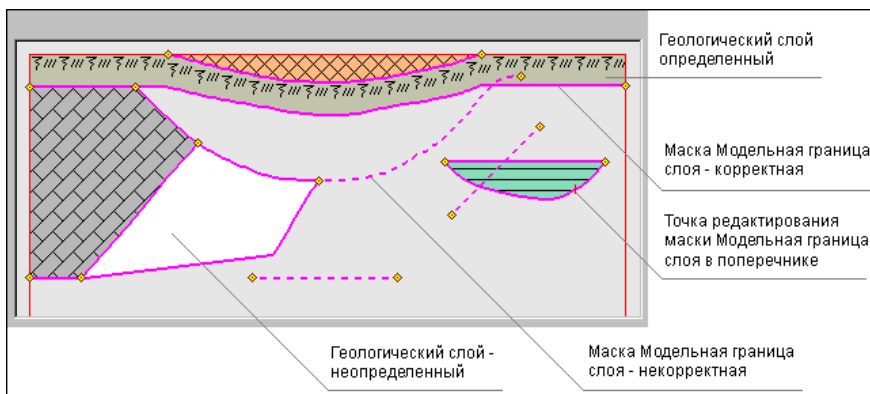 Геологический слой
определенный
Маска Модельная граница
слоя - корректная
Точка редактирования
маски Модельная граница
слоя в поперечнике
Геологический слой -
неопределенный
Маска Модельная граница
слоя - некорректная